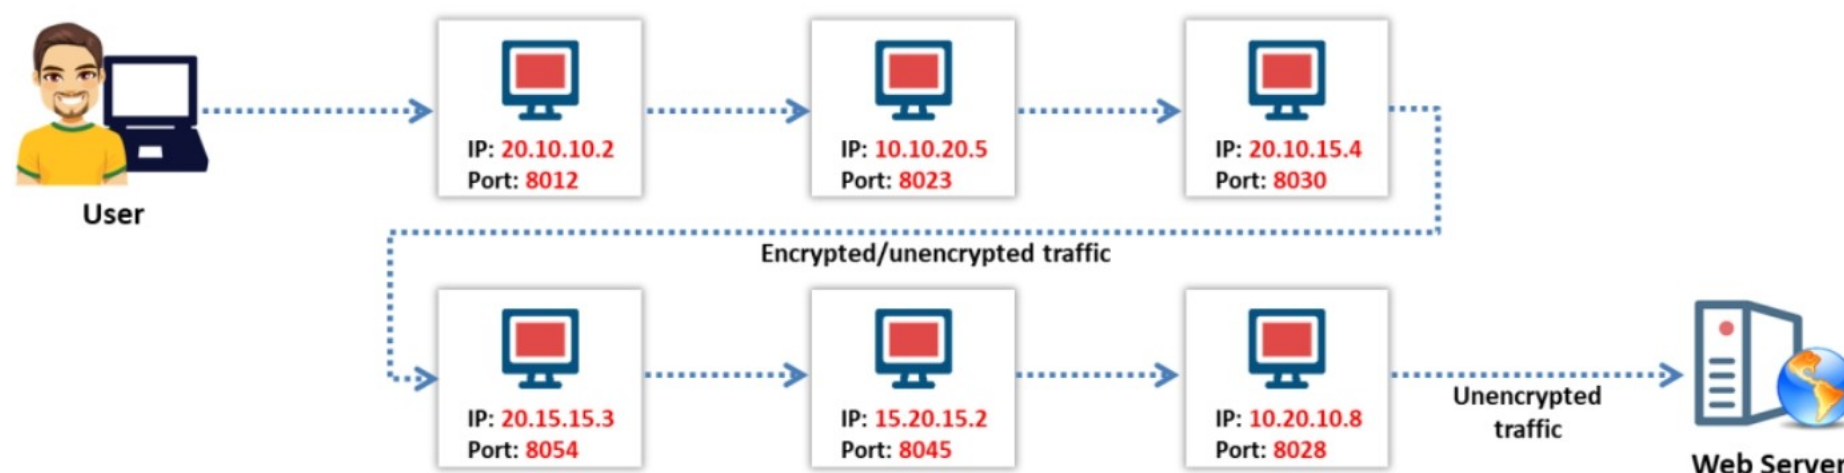 IP: 20.10.10.2
Port: 8012
IP: 10.10.20.5
Port: 8023
IP: 20.10.15.4
Port: 8030
User
Encrypted/unencrypted traffic
IP: 20.15.15.3
Port: 8054
IP: 15.20.15.2
Port: 8045
IP: 10.20.10.8
Port: 8028
Unencrypted
traffic
Web Server